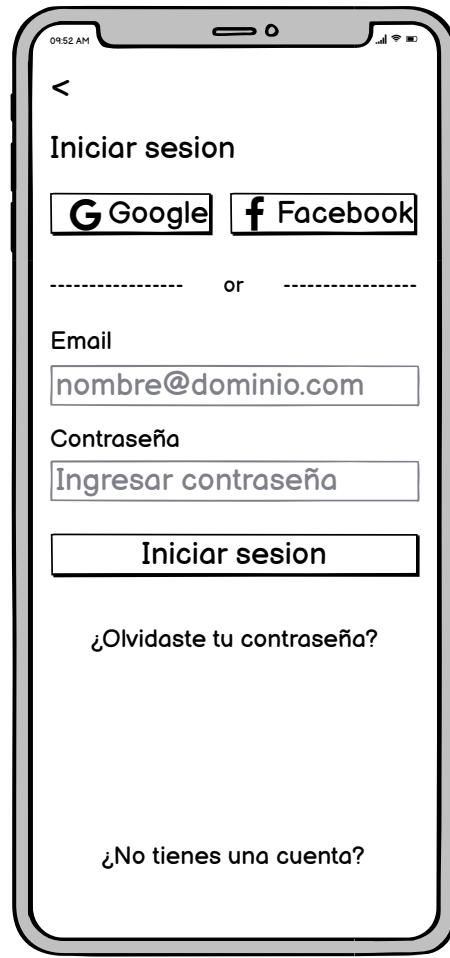 09:52 AM
<
Iniciar sesion
G Google f Facebook
----------------- or -----------------
Email
nombre@dominio.com
Contraseña
Ingresar contraseña
Iniciar sesion
¿Olvidaste tu contraseña?
¿No tienes una cuenta?